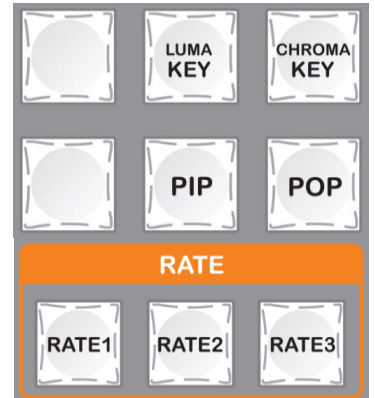 LUMA
KEY
CHROMA
KEY
PIP
POP
RATE
RATE1
RATE2
RATE3